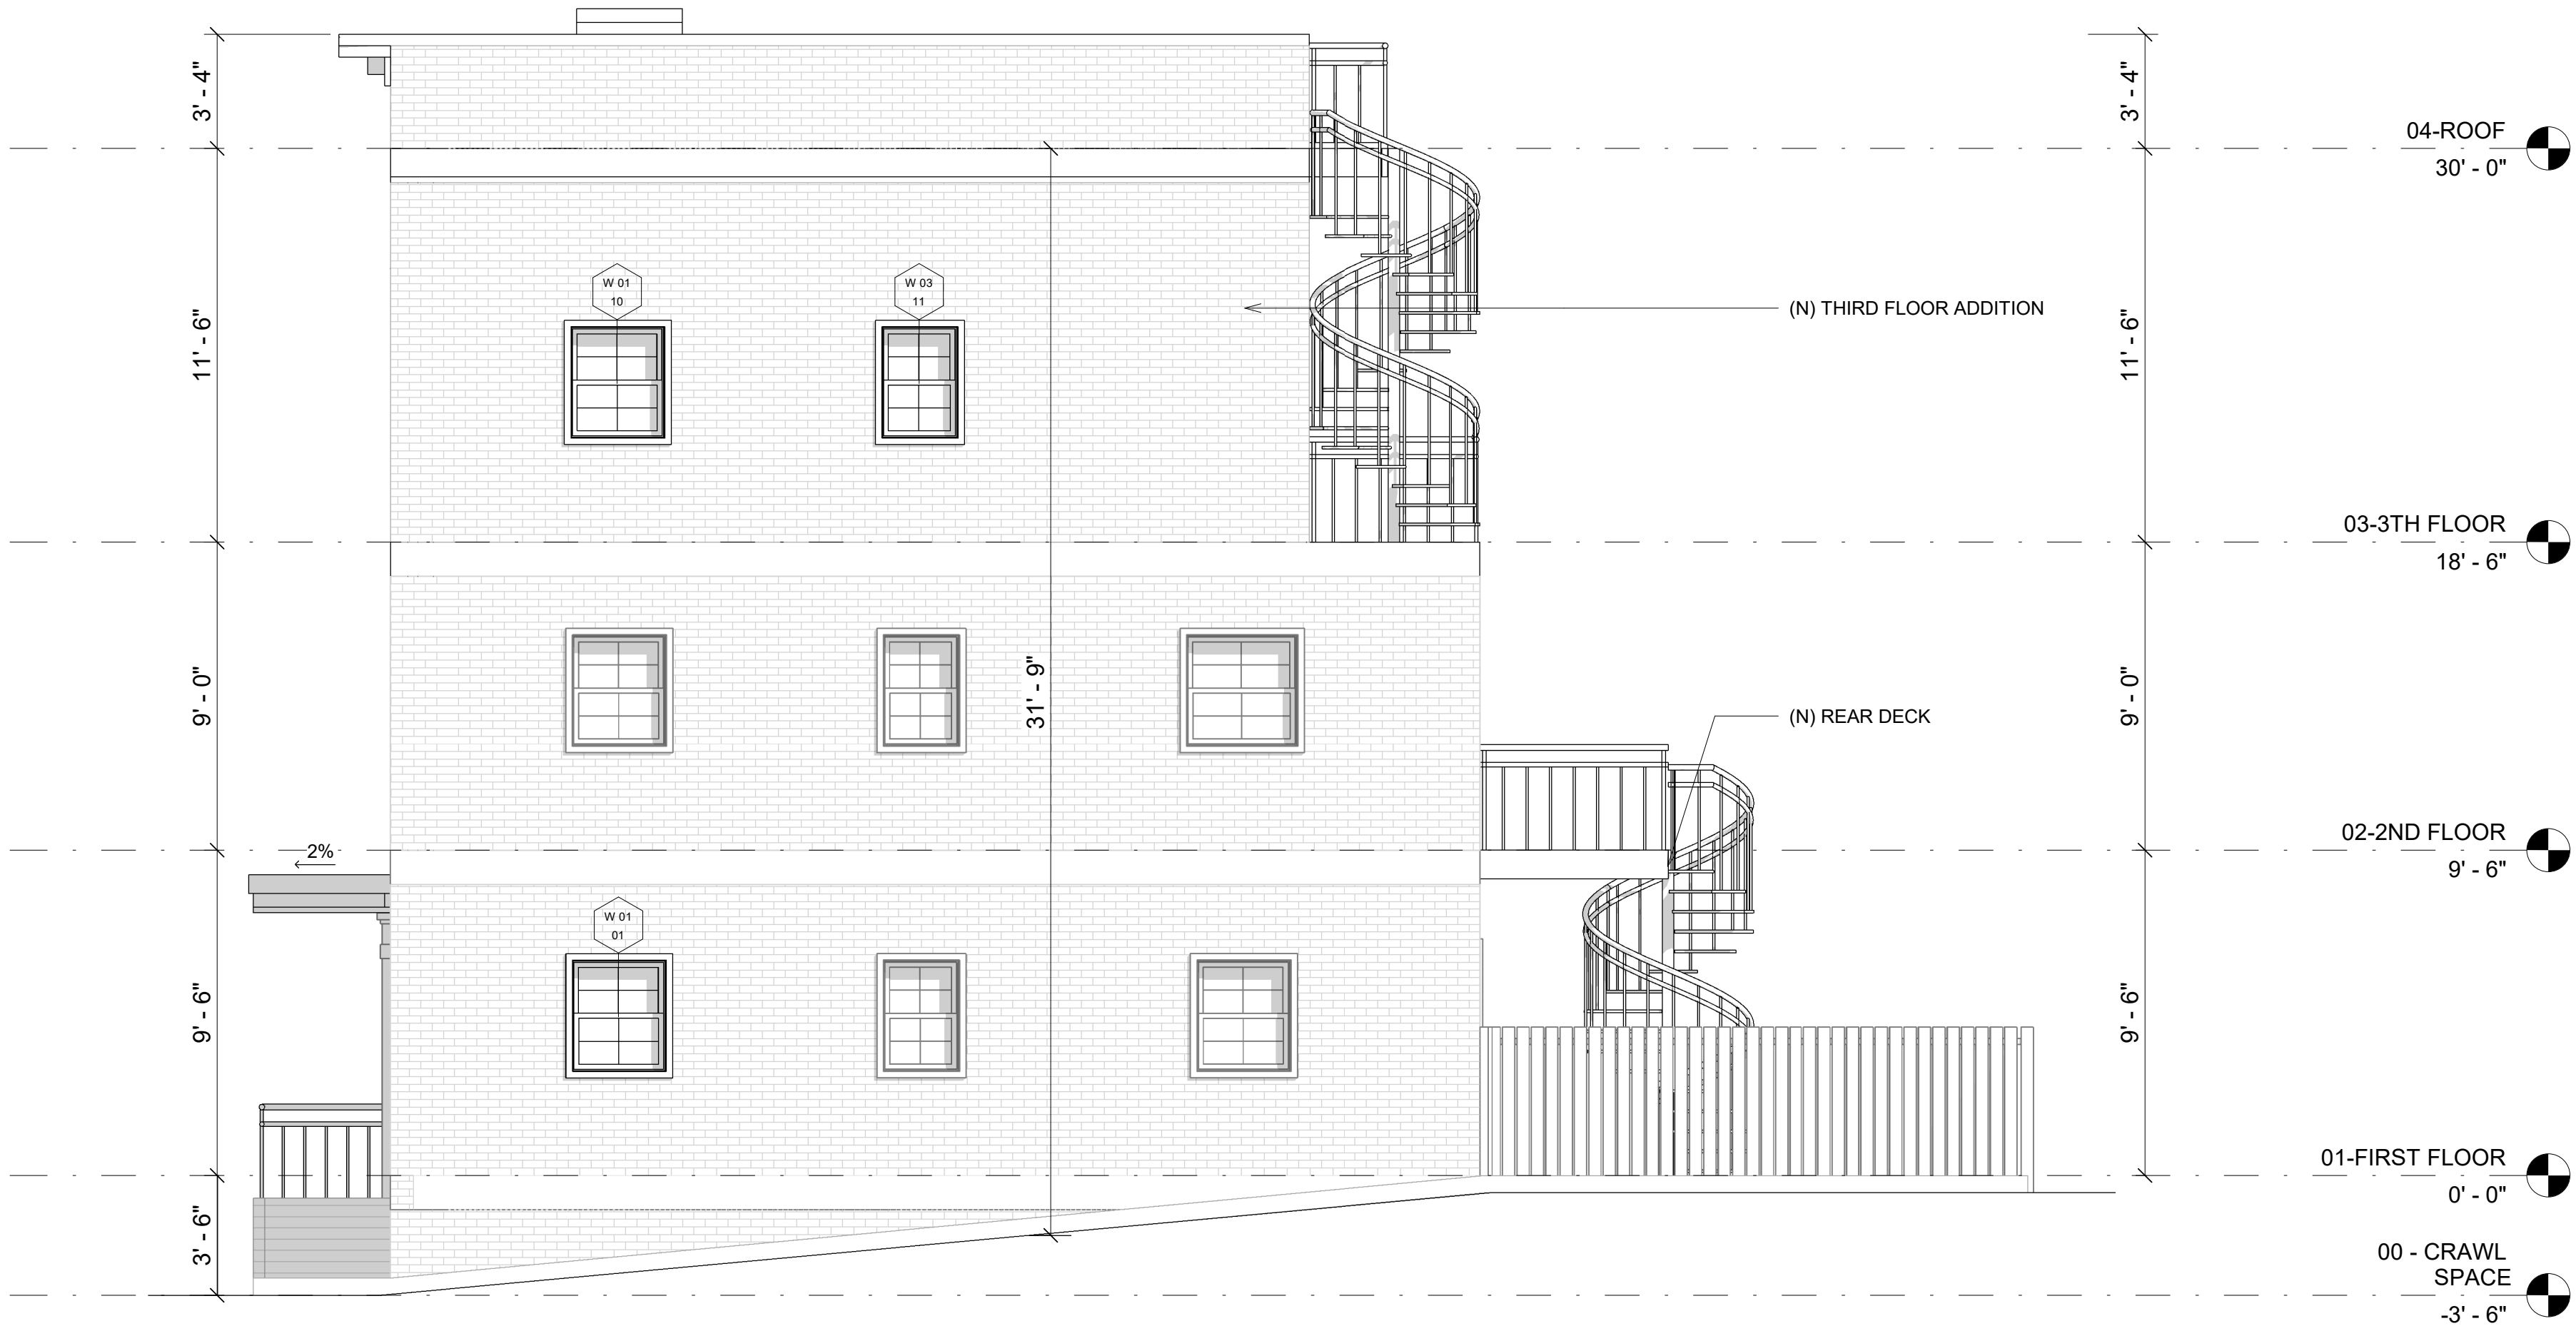 3' - 4"
3' - 4"
04-ROOF
30' - 0"
W 01
10
W 03
11
(N) THIRD FLOOR ADDITION
11' - 6"
11' - 6"
03-3TH FLOOR
18' - 6"
9' - 0"
31' - 9"
9' - 0"
(N) REAR DECK
02-2ND FLOOR
9' - 6"
2%
W 01
01
9' - 6"
9' - 6"
01-FIRST FLOOR
0' - 0"
3' - 6"
00 - CRAWL
SPACE
-3' - 6"